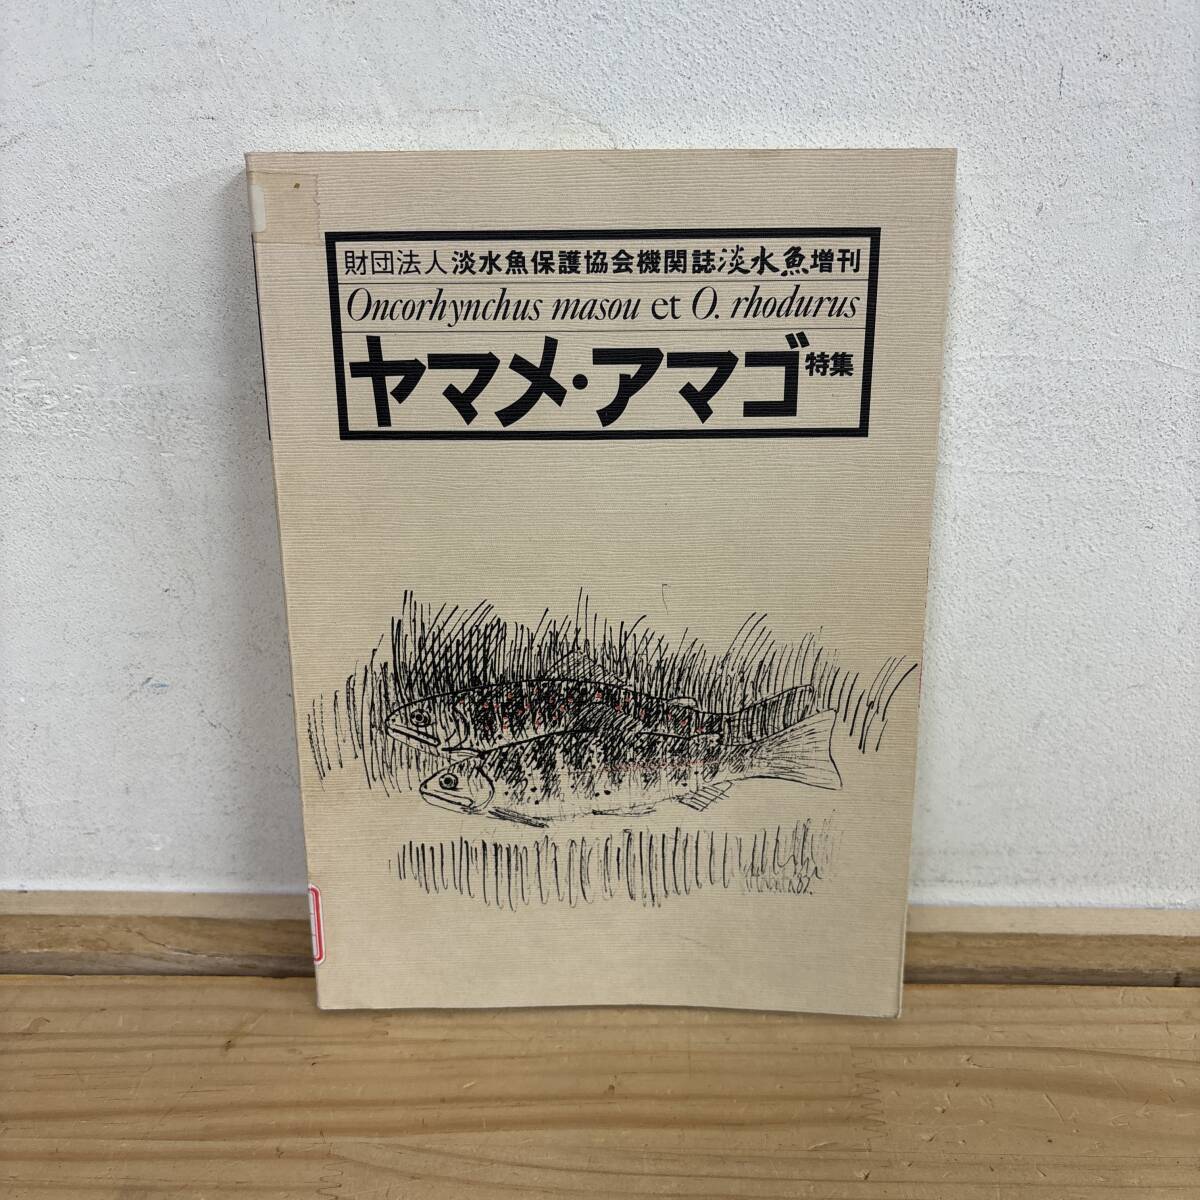 財団法人淡水魚保護協会機関誌淡水魚増刊
Oncorhynchus masou et O. rhodurus
ヤマメ・アマゴ特集